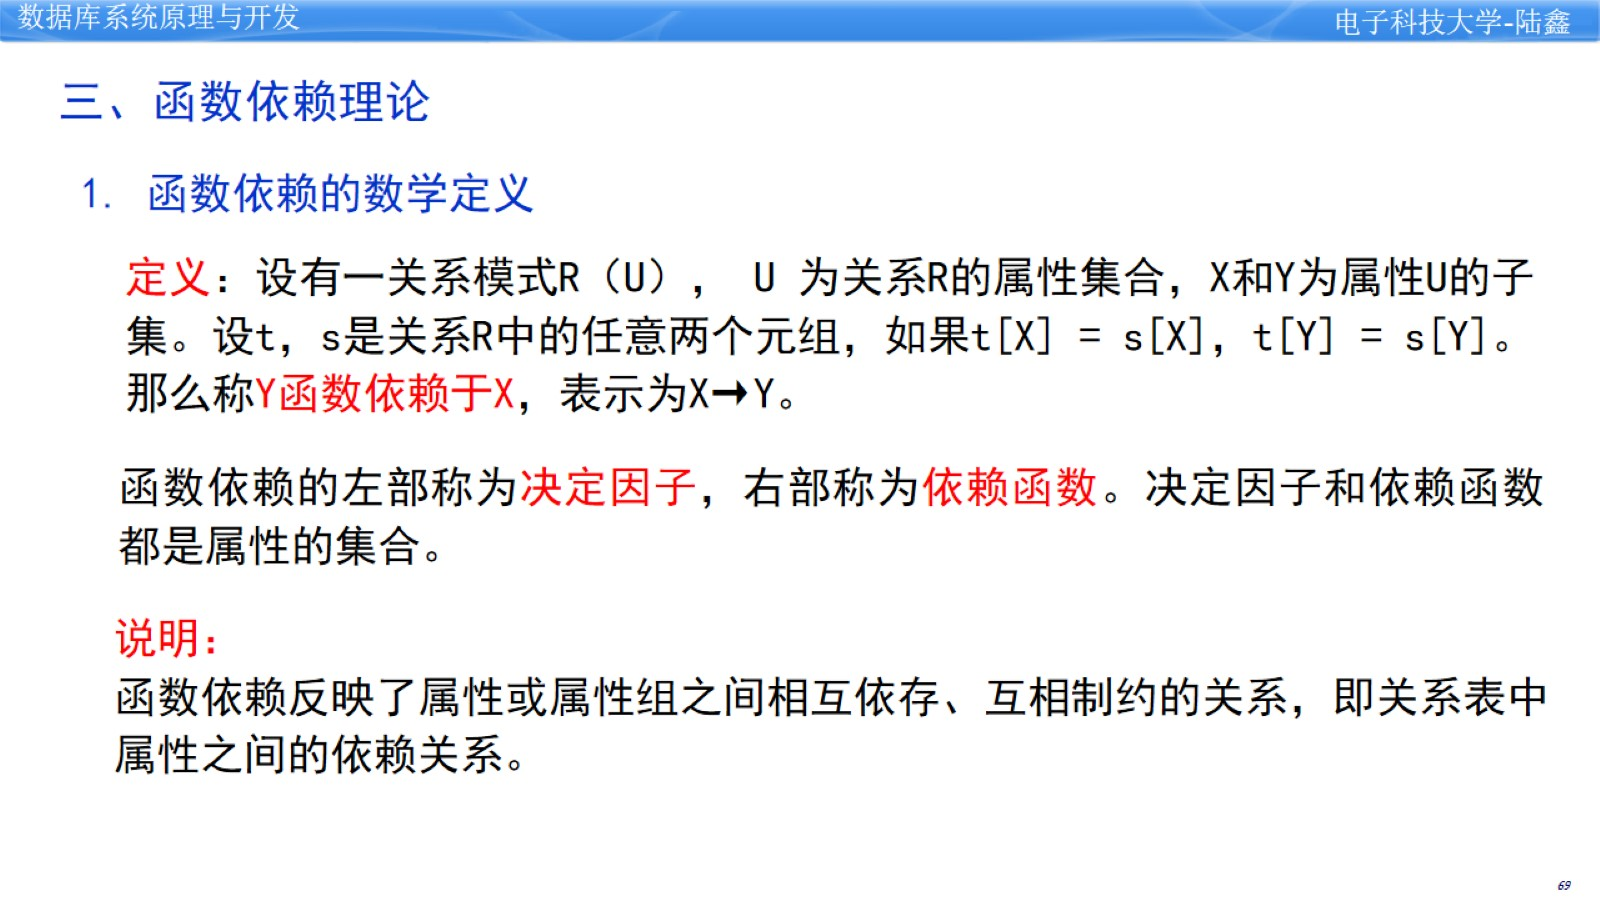 数据库系统原理与开发
电子科技大学-陆鑫
三、函数依赖理论
1. 函数依赖的数学定义
定义：设有一关系模式R（U）， U 为关系R的属性集合，X和Y为属性U的子
集。设t，s是关系R中的任意两个元组，如果t[X] = s[X]，t[Y] = s[Y]。
那么称Y函数依赖于X，表示为X→Y。
函数依赖的左部称为决定因子，右部称为依赖函数。决定因子和依赖函数
都是属性的集合。
说明：
函数依赖反映了属性或属性组之间相互依存、互相制约的关系，即关系表中
属性之间的依赖关系。
69